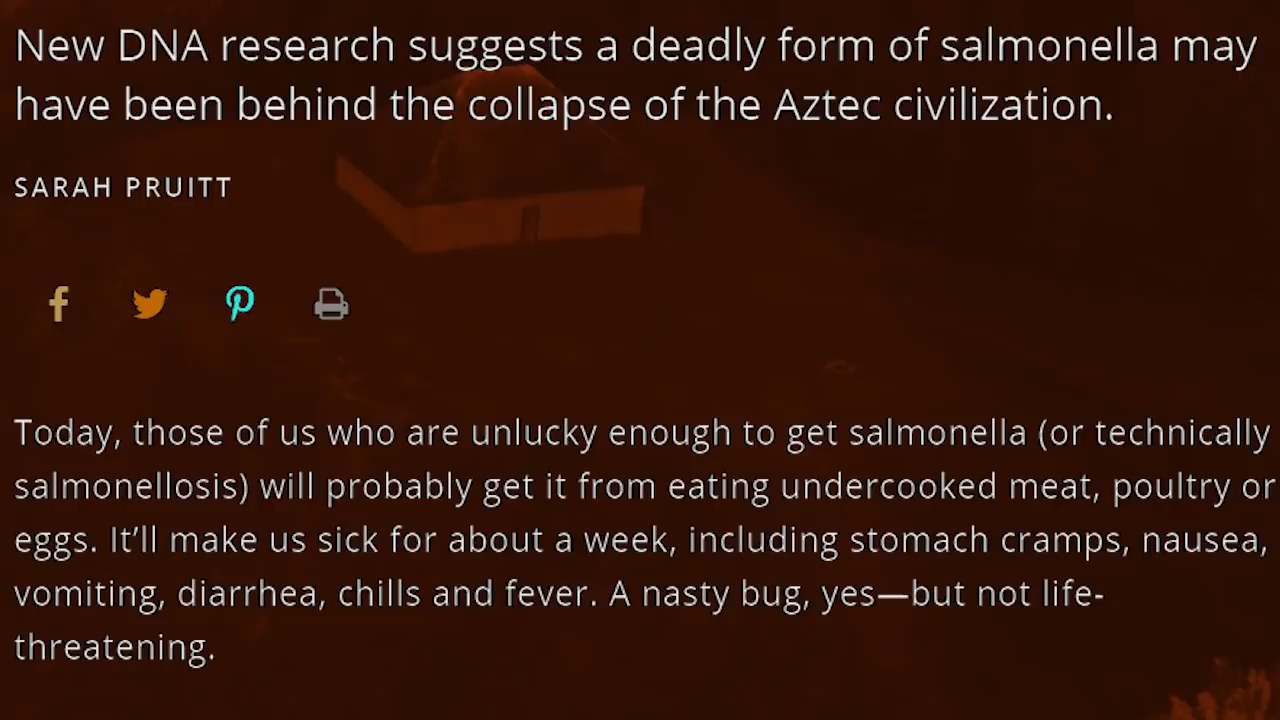 New DNA research suggests a deadly form of salmonella may
have been behind the collapse of the Aztec civilization.
SARAH PRUITT
Today, those of us who are unlucky enough to get salmonella (or technically
salmonellosis) will probably get it from eating undercooked meat, poultry or
eggs. It’ll make us sick for about a week, including stomach cramps, nausea,
vomiting, diarrhea, chills and fever. A nasty bug, yes—but not life-
threatening.